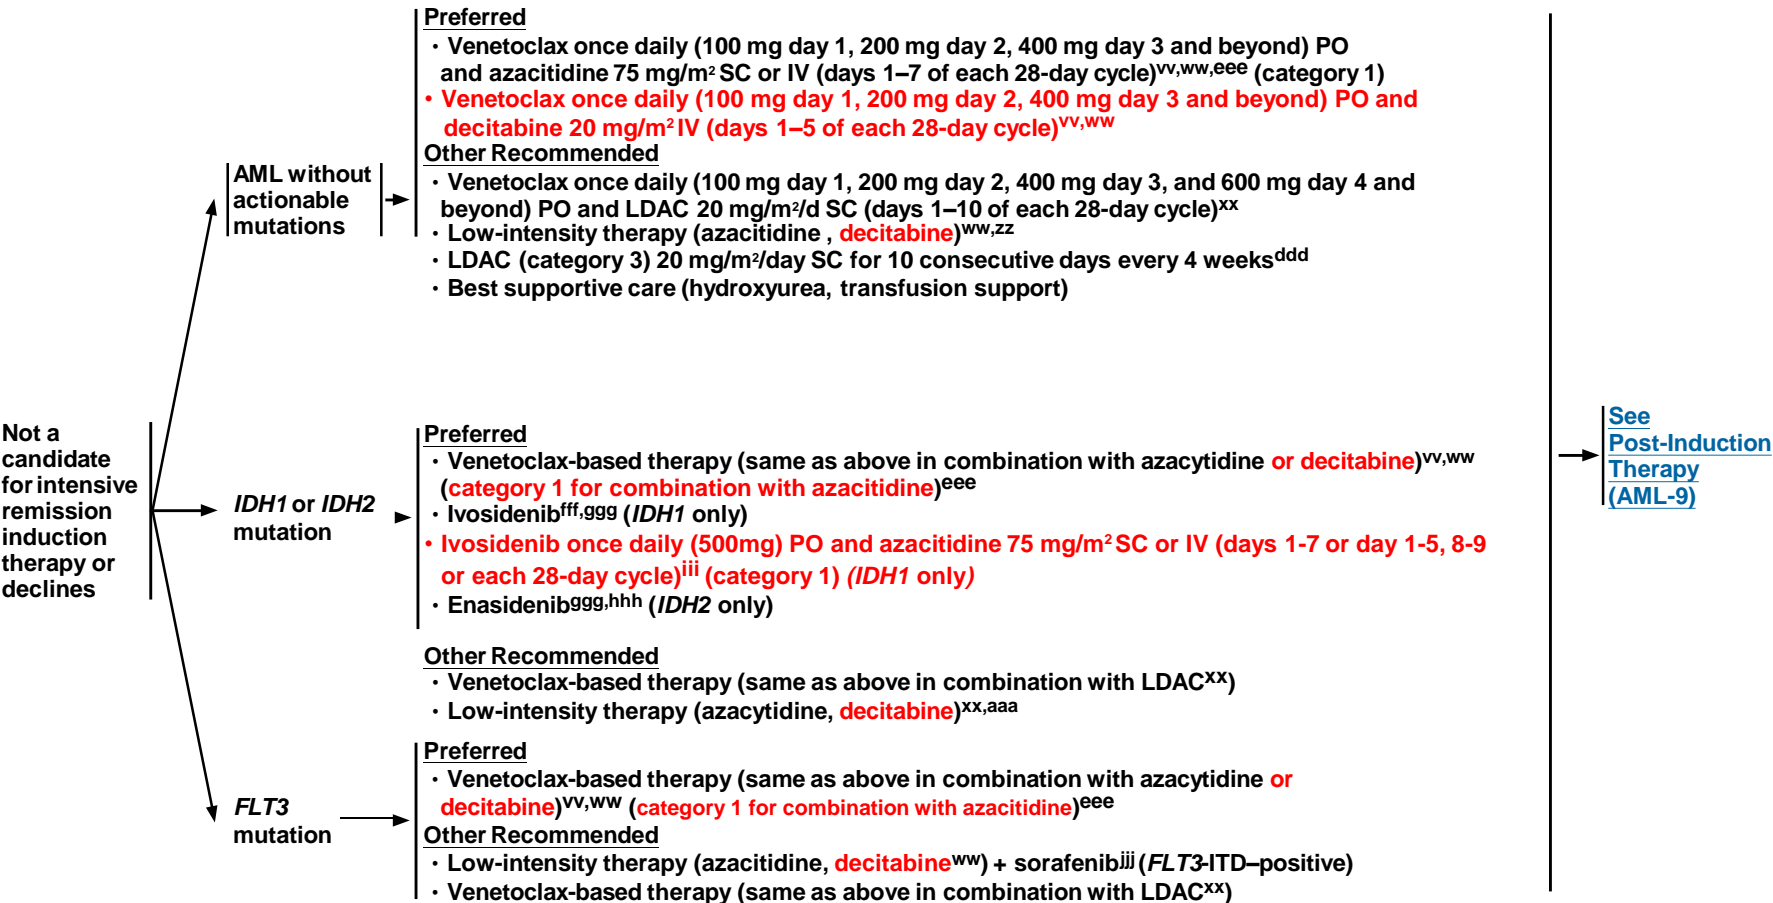 Preferred
· Venetoclax once daily (100 mg day 1, 200 mg day 2, 400 mg day 3 and beyond) PO
and azacitidine 75 mg/m² SC or IV (days 1–7 of each 28-day cycle)vv,ww,eee (category 1)
• Venetoclax once daily (100 mg day 1, 200 mg day 2, 400 mg day 3 and beyond) PO and
decitabine 20 mg/m² IV (days 1–5 of each 28-day cycle)vv,ww
Other Recommended
· Venetoclax once daily (100 mg day 1, 200 mg day 2, 400 mg day 3, and 600 mg day 4 and
beyond) PO and LDAC 20 mg/m²/d SC (days 1–10 of each 28-day cycle)xx
· Low-intensity therapy (azacitidine , decitabine)ww,zz
· LDAC (category 3) 20 mg/m²/day SC for 10 consecutive days every 4 weeksddd
· Best supportive care (hydroxyurea, transfusion support)
AML without
actionable
mutations
Not a
candidate
for intensive
remission
induction
therapy or
declines
IDH1 or IDH2
mutation
Preferred
· Venetoclax-based therapy (same as above in combination with azacytidine or decitabine)vv,ww
(category 1 for combination with azacitidine)eee
· Ivosidenibfff,ggg (IDH1 only)
• Ivosidenib once daily (500mg) PO and azacitidine 75 mg/m² SC or IV (days 1-7 or day 1-5, 8-9
or each 28-day cycle)iii (category 1) (IDH1 only)
· Enasidenibggg,hhh (IDH2 only)
Other Recommended
· Venetoclax-based therapy (same as above in combination with LDACxx)
· Low-intensity therapy (azacytidine, decitabine)xx,aaa
FLT3
mutation
Preferred
· Venetoclax-based therapy (same as above in combination with azacytidine or
decitabine)vv,ww (category 1 for combination with azacitidine)eee
Other Recommended
· Low-intensity therapy (azacitidine, decitabineww) + sorafenibjjj (FLT3-ITD–positive)
· Venetoclax-based therapy (same as above in combination with LDACxx)
See
Post-Induction
Therapy
(AML-9)